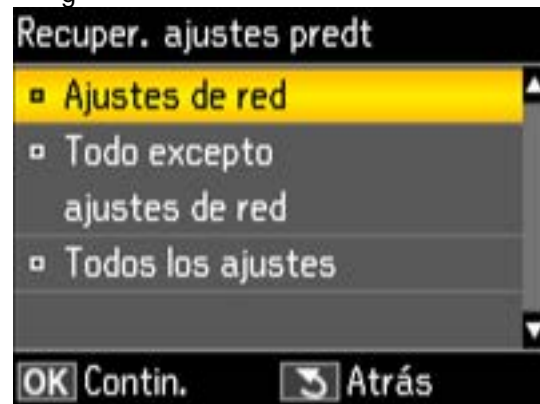 Recuper. ajustes predt
Ajustes de red
Todo excepto
ajustes de red
Todos los ajustes
OK Contin. Atrás